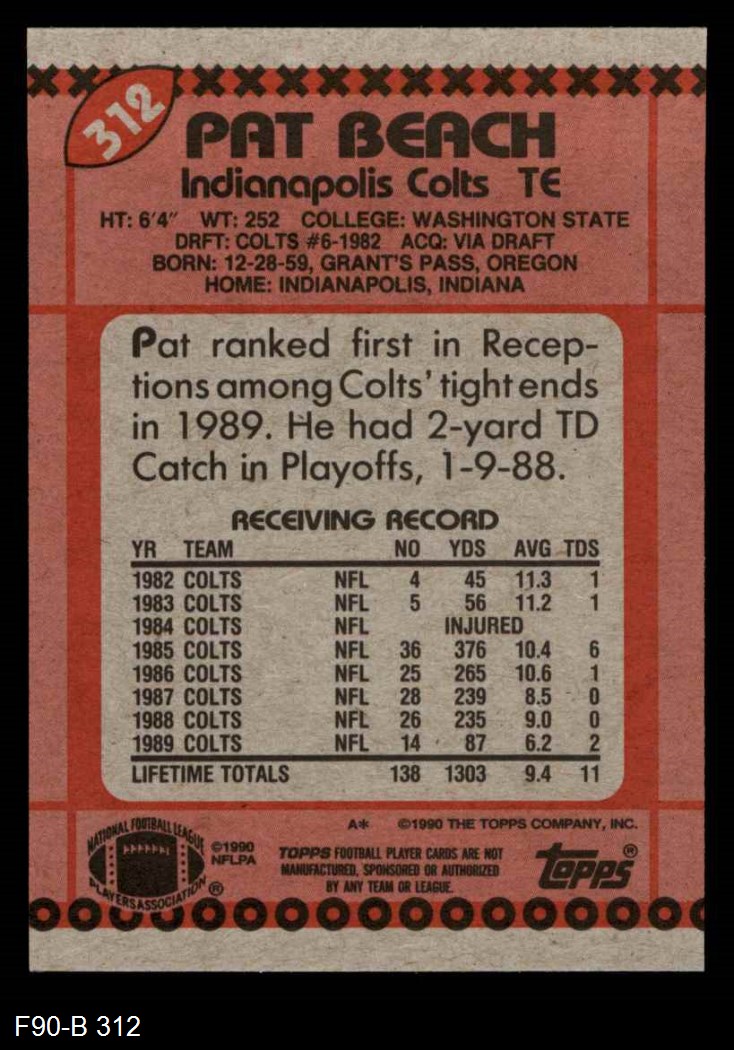 312
PAT BEACH
Indianapolis Colts TE
HT: 6'4" WT: 252 COLLEGE: WASHINGTON STATE
DRFT: COLTS #6-1982 ACQ: VIA DRAFT
BORN: 12-28-59, GRANT'S PASS, OREGON
HOME: INDIANAPOLIS, INDIANA
Pat ranked first in Recep-
tions among Colts' tight ends
in 1989. He had 2-yard TD
Catch in Playoffs, 1-9-88.
RECEIVING RECORD
YR TEAM NO YDS AVG TDS
1982 COLTS NFL 4 45 11.3 1
1983 COLTS NFL 5 56 11.2 1
1984 COLTS NFL INJURED
1985 COLTS NFL 36 376 10.4 6
1986 COLTS NFL 25 265 10.6 1
1987 COLTS NFL 28 239 8.5 0
1988 COLTS NFL 26 235 9.0 0
1989 COLTS NFL 14 87 6.2 2
LIFETIME TOTALS 138 1303 9.4 11
A* ©1990 THE TOPPS COMPANY, INC.
NATIONAL FOOTBALL LEAGUE
PLAYERS ASSOCIATION ®
©1990
NFLPA
TOPPS FOOTBALL PLAYER CARDS ARE NOT
MANUFACTURED, SPONSORED OR AUTHORIZED
BY ANY TEAM OR LEAGUE.
topps ®
F90-B 312